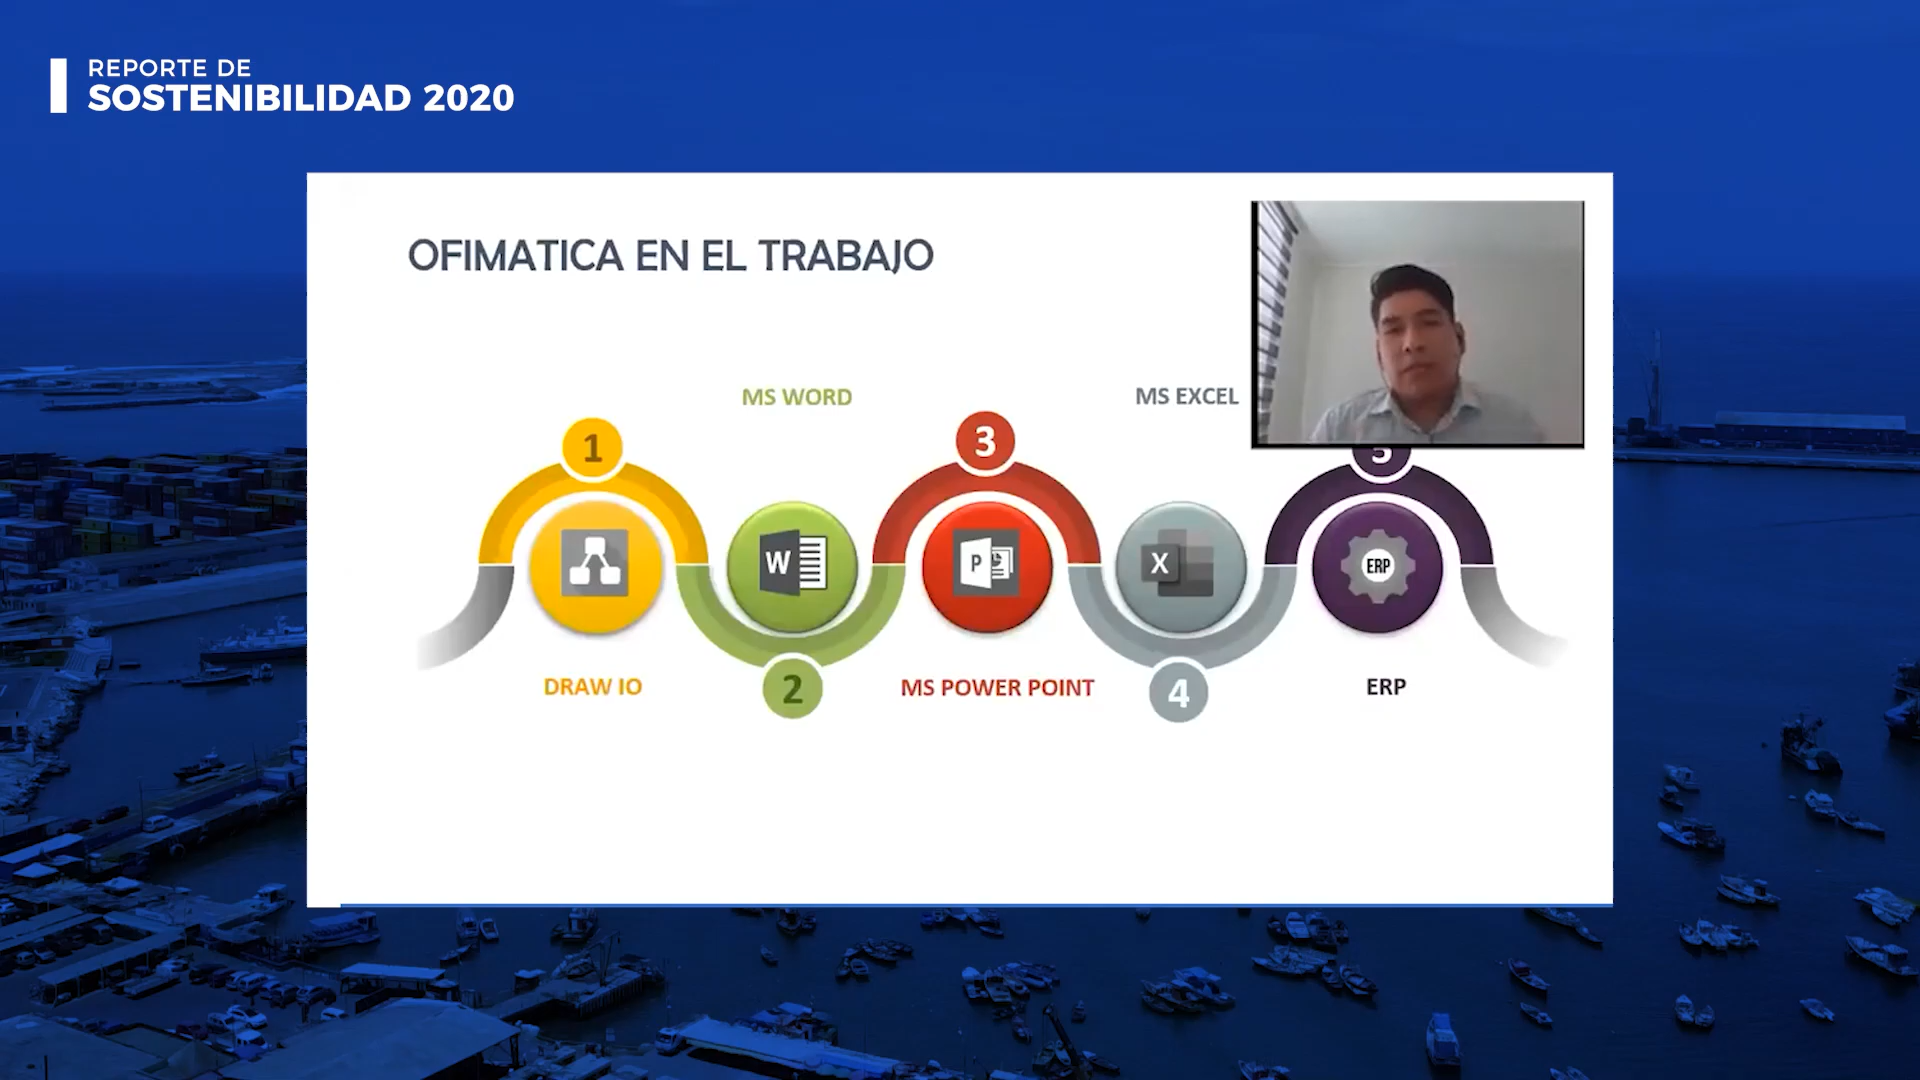 REPORTE DE
SOSTENIBILIDAD 2020
OFIMATICA EN EL TRABAJO
MS WORD
MS EXCEL
1
3
5
W
P
X
ERP
DRAW IO
2
MS POWER POINT
4
ERP